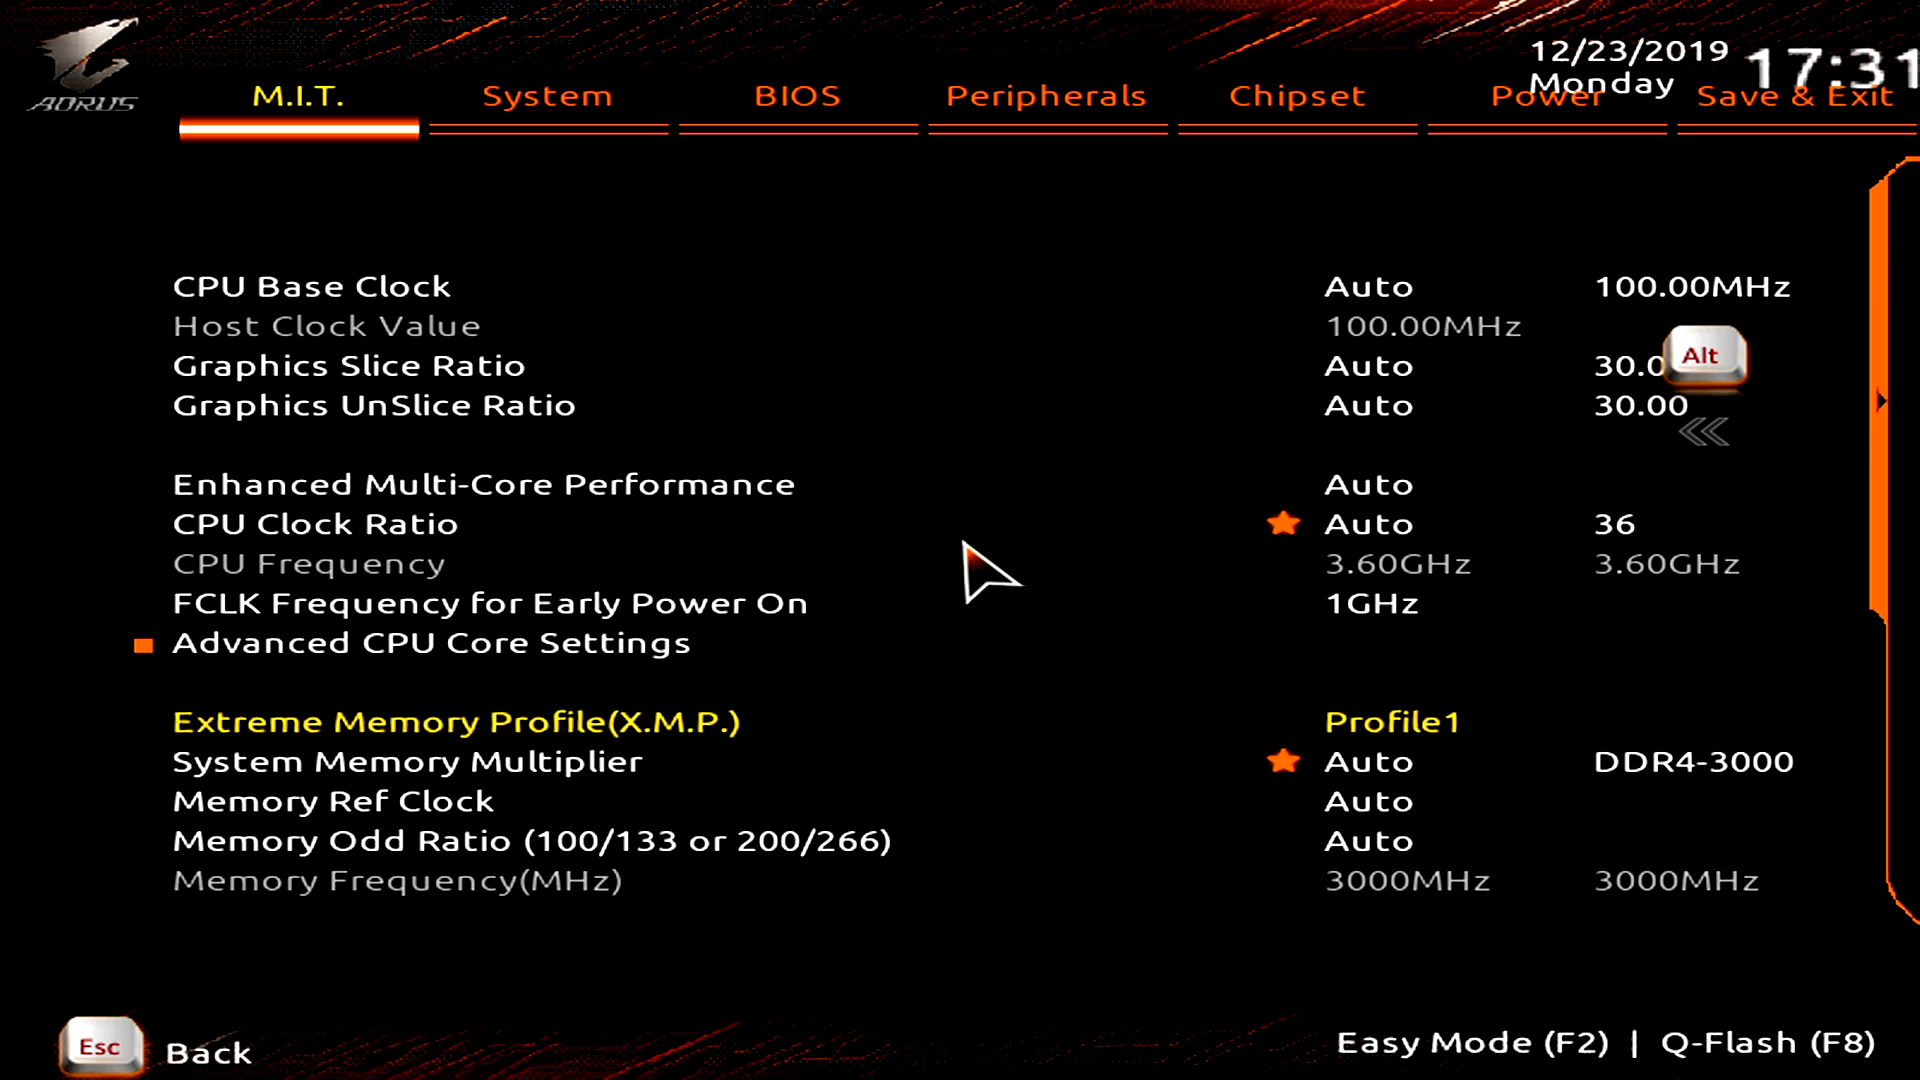 AORUS
12/23/2019
Monday
17:31
M.I.T. System BIOS Peripherals Chipset Power Save & Exit
CPU Base Clock Auto 100.00MHz
Host Clock Value 100.00MHz
Graphics Slice Ratio Auto 30.0
Alt
Graphics UnSlice Ratio Auto 30.00
Enhanced Multi-Core Performance Auto
CPU Clock Ratio Auto 36
CPU Frequency 3.60GHz 3.60GHz
FCLK Frequency for Early Power On 1GHz
Advanced CPU Core Settings
Extreme Memory Profile(X.M.P.) Profile1
System Memory Multiplier Auto DDR4-3000
Memory Ref Clock Auto
Memory Odd Ratio (100/133 or 200/266) Auto
Memory Frequency(MHz) 3000MHz 3000MHz
Esc Back
Easy Mode (F2) | Q-Flash (F8)